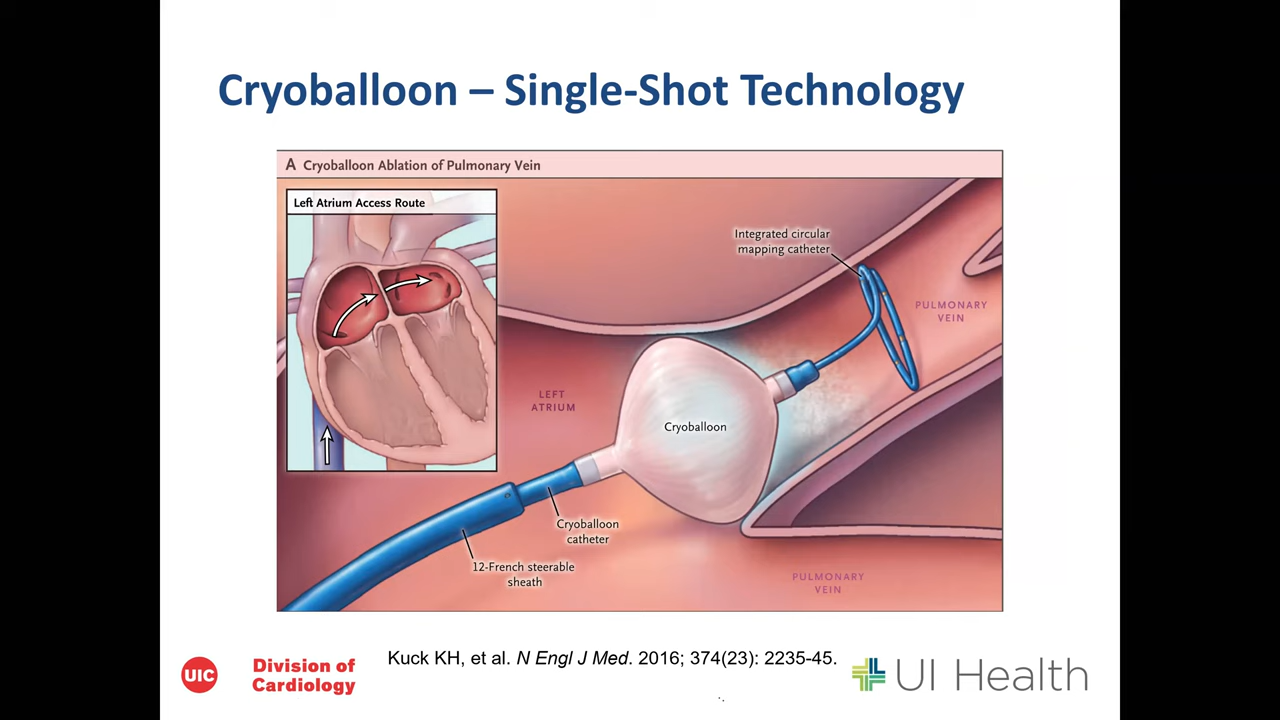 Cryoballoon – Single-Shot Technology
A Cryoballoon Ablation of Pulmonary Vein
Left Atrium Access Route
Integrated circular
mapping catheter
PULMONARY
VEIN
LEFT
ATRIUM
Cryoballoon
Cryoballoon
catheter
12-French steerable
sheath
PULMONARY
VEIN
Kuck KH, et al. N Engl J Med. 2016; 374(23): 2235-45.
UIC
Division of
Cardiology
UI Health